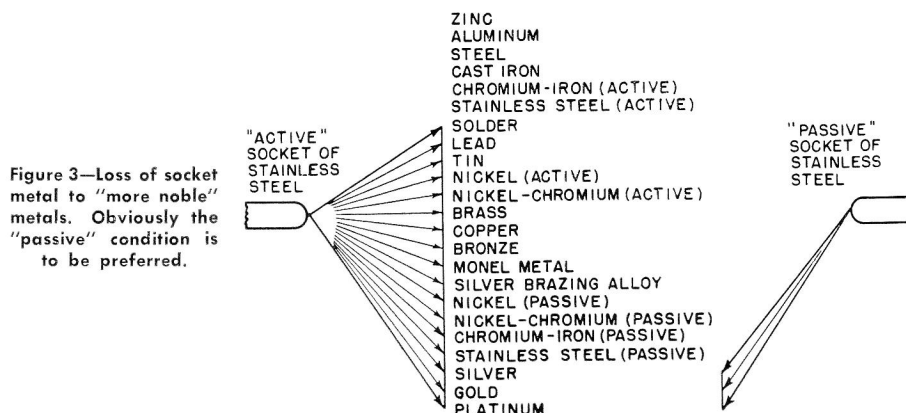 Figure 3—Loss of socket
metal to "more noble"
metals. Obviously the
"passive" condition is
to be preferred.
"ACTIVE"
SOCKET OF
STAINLESS
STEEL
ZINC
ALUMINUM
STEEL
CAST IRON
CHROMIUM-IRON (ACTIVE)
STAINLESS STEEL (ACTIVE)
SOLDER
LEAD
TIN
NICKEL (ACTIVE)
NICKEL-CHROMIUM (ACTIVE)
BRASS
COPPER
BRONZE
MONEL METAL
SILVER BRAZING ALLOY
NICKEL (PASSIVE)
NICKEL-CHROMIUM (PASSIVE)
CHROMIUM-IRON (PASSIVE)
STAINLESS STEEL (PASSIVE)
SILVER
GOLD
PLATINUM
"PASSIVE"
SOCKET OF
STAINLESS
STEEL